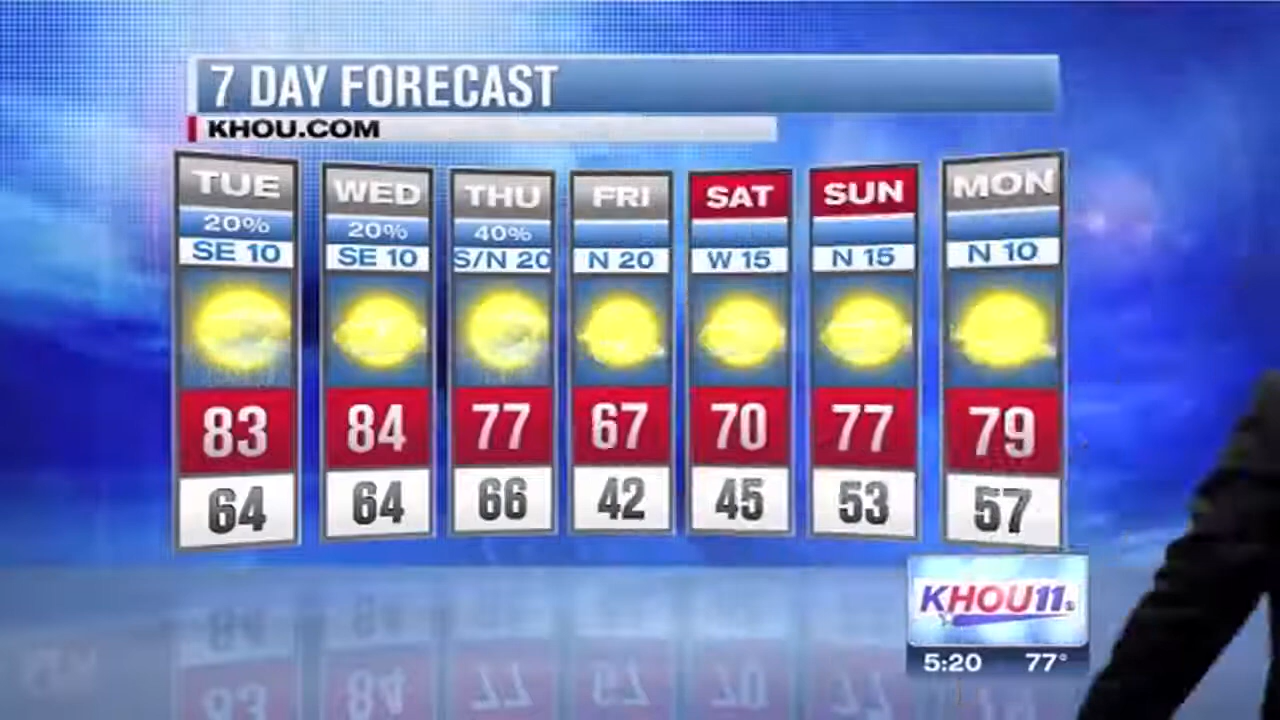 7 DAY FORECAST
KHOU.COM
TUE WED THU FRI SAT SUN MON
20% 20% 40%
SE 10 SE 10 S/N 20 N 20 W 15 N 15 N 10
83 84 77 67 70 77 79
64 64 66 42 45 53 57
KHOU11
5:20 77°